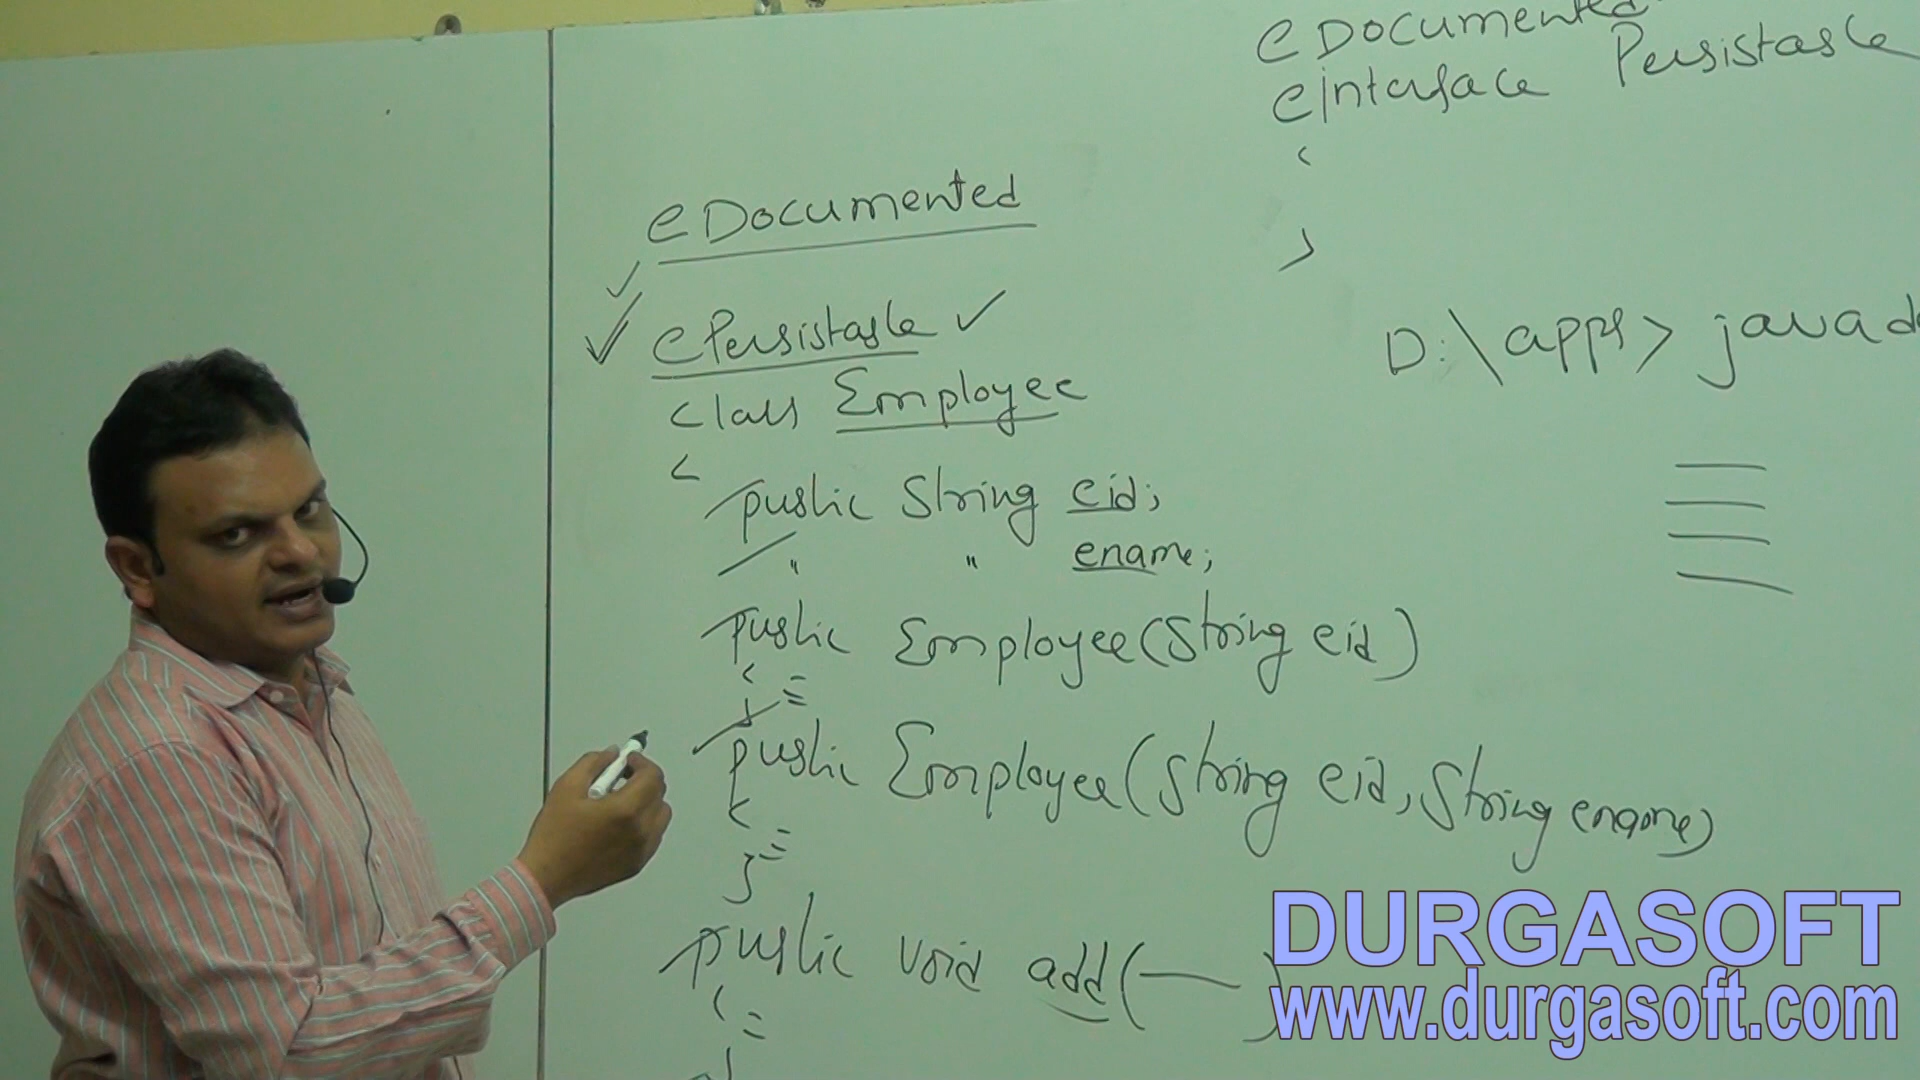 @Documented
@interface Persistable
{
}
D:\apps> javad
@Documented
@Persistable
class Employee
{
public String eid;
" " ename;
public Employee(String eid)
{
}
public Employee(String eid, String ename)
{
}
public void add(—)
{
}
DURGASOFT
www.durgasoft.com